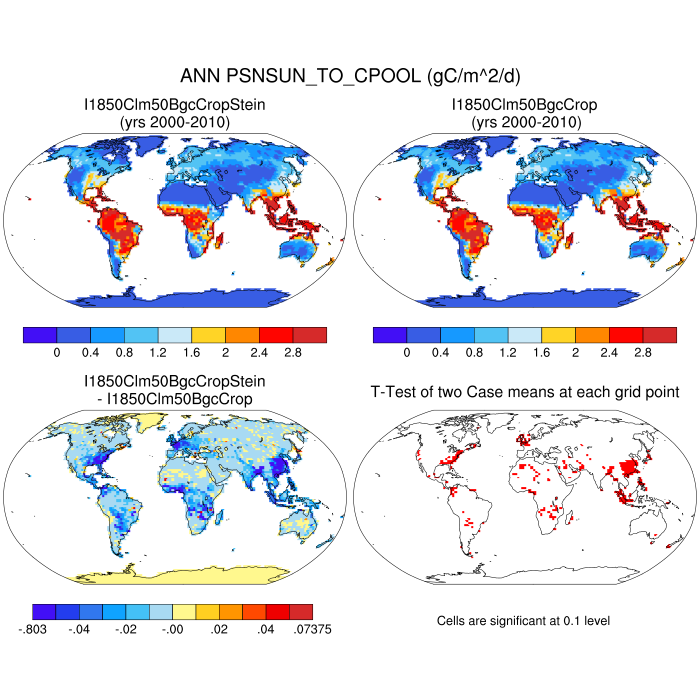 ANN PSNSUN_TO_CPOOL (gC/m^2/d)
I1850Clm50BgcCropStein
(yrs 2000-2010)
I1850Clm50BgcCrop
(yrs 2000-2010)
0 0.4 0.8 1.2 1.6 2 2.4 2.8
0 0.4 0.8 1.2 1.6 2 2.4 2.8
I1850Clm50BgcCropStein
- I1850Clm50BgcCrop
T-Test of two Case means at each grid point
-.803 -.04 -.02 -.00 .02 .04 .07375
Cells are significant at 0.1 level